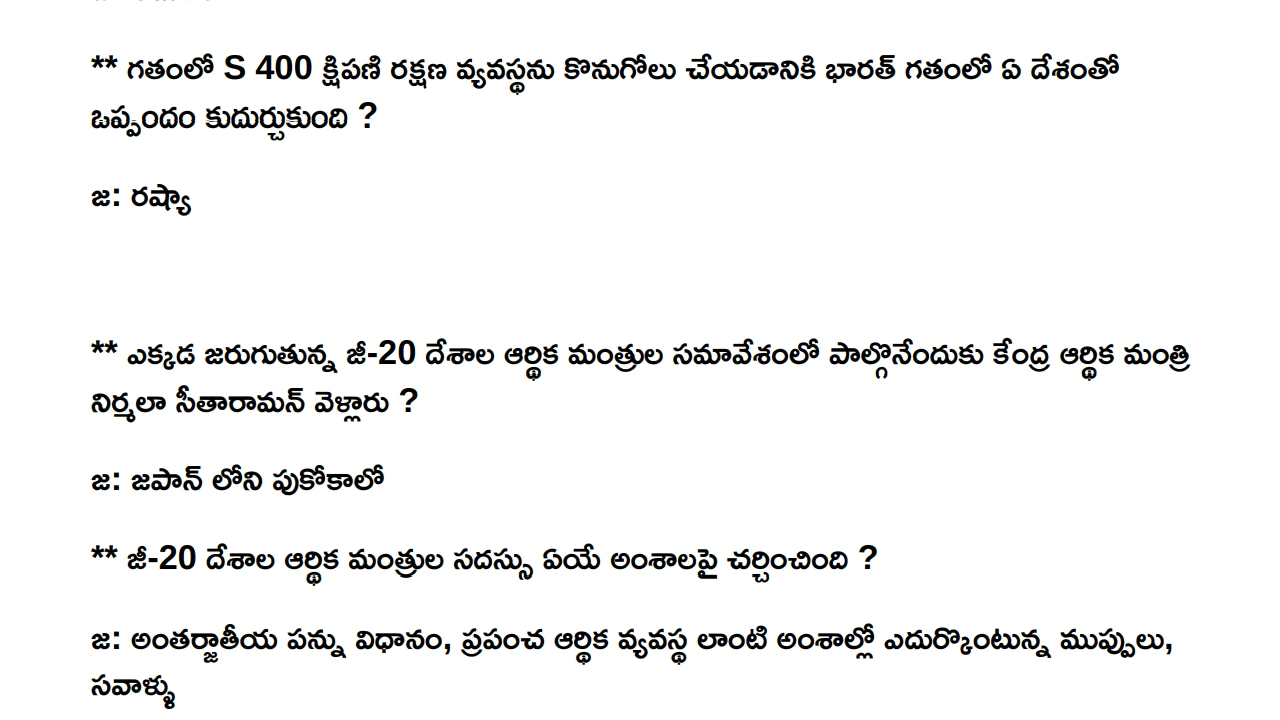 ** గతంలో S 400 క్షిపణి రక్షణ వ్యవస్థను కొనుగోలు చేయడానికి భారత్ గతంలో ఏ దేశంతో
ఒప్పందం కుదుర్చుకుంది ?
జ: రష్యా
** ఎక్కడ జరుగుతున్న జీ-20 దేశాల ఆర్థిక మంత్రుల సమావేశంలో పాల్గొనేందుకు కేంద్ర ఆర్థిక మంత్రి
నిర్మలా సీతారామన్ వెళ్లారు ?
జ: జపాన్ లోని పుకోకాలో
** జీ-20 దేశాల ఆర్థిక మంత్రుల సదస్సు ఏయే అంశాలపై చర్చించింది ?
జ: అంతర్జాతీయ పన్ను విధానం, ప్రపంచ ఆర్థిక వ్యవస్థ లాంటి అంశాల్లో ఎదుర్కొంటున్న ముప్పులు,
సవాళ్ళు